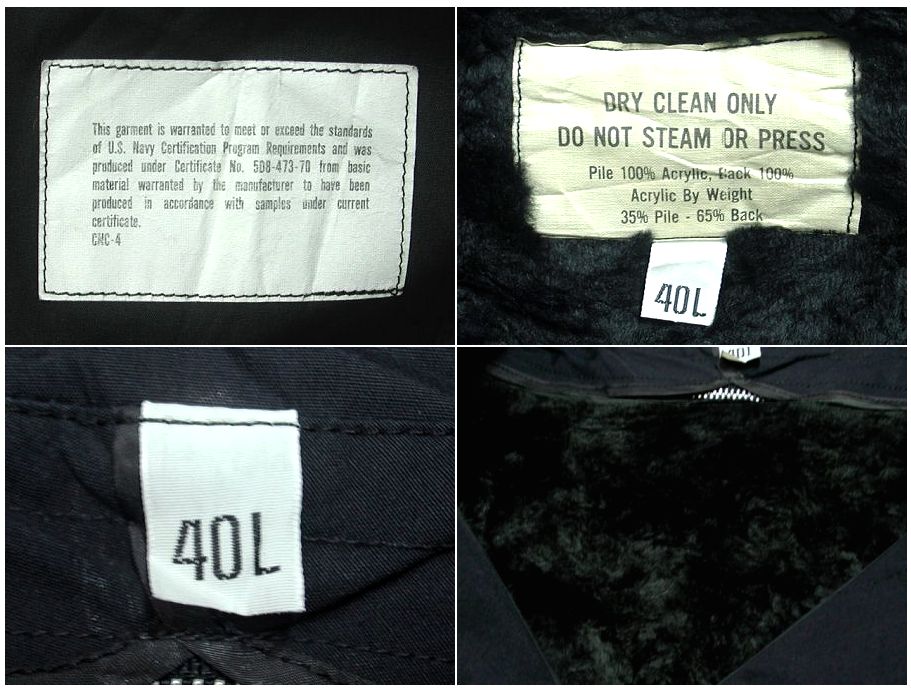 This garment is warranted to meet or exceed the standards
of U.S. Navy Certification Program Requirements and was
produced under Certificate No. 5D8-473-70 from basic
material warranted by the manufacturer to have been
produced in accordance with samples under current
certificate.
CNC-4
DRY CLEAN ONLY
DO NOT STEAM OR PRESS
Pile 100% Acrylic, Back 100%
Acrylic By Weight
35% Pile - 65% Back
40L
40L
40L